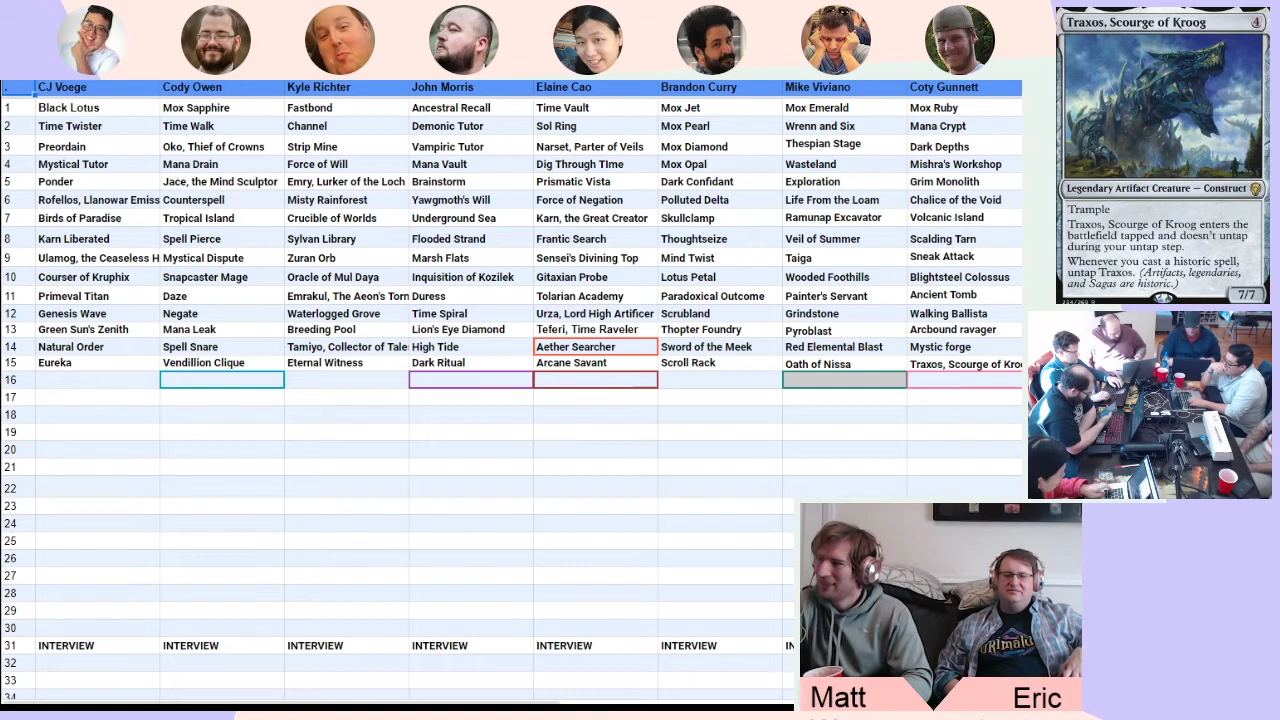 . CJ Voege Cody Owen Kyle Richter John Morris Elaine Cao Brandon Curry Mike Viviano Coty Gunnett
1 Black Lotus Mox Sapphire Fastbond Ancestral Recall Time Vault Mox Jet Mox Emerald Mox Ruby
2 Time Twister Time Walk Channel Demonic Tutor Sol Ring Mox Pearl Wrenn and Six Mana Crypt
3 Preordain Oko, Thief of Crowns Strip Mine Vampiric Tutor Narset, Parter of Veils Mox Diamond Thespian Stage Dark Depths
4 Mystical Tutor Mana Drain Force of Will Mana Vault Dig Through TIme Mox Opal Wasteland Mishra's Workshop
5 Ponder Jace, the Mind Sculptor Emry, Lurker of the Loch Brainstorm Prismatic Vista Dark Confidant Exploration Grim Monolith
6 Rofellos, Llanowar Emiss Counterspell Misty Rainforest Yawgmoth's Will Force of Negation Polluted Delta Life From the Loam Chalice of the Void
7 Birds of Paradise Tropical Island Crucible of Worlds Underground Sea Karn, the Great Creator Skullclamp Ramunap Excavator Volcanic Island
8 Karn Liberated Spell Pierce Sylvan Library Flooded Strand Frantic Search Thoughtseize Veil of Summer Scalding Tarn
9 Ulamog, the Ceaseless H Mystical Dispute Zuran Orb Marsh Flats Sensei's Divining Top Mind Twist Taiga Sneak Attack
10 Courser of Kruphix Snapcaster Mage Oracle of Mul Daya Inquisition of Kozilek Gitaxian Probe Lotus Petal Wooded Foothills Blightsteel Colossus
11 Primeval Titan Daze Emrakul, The Aeon's Torn Duress Tolarian Academy Paradoxical Outcome Painter's Servant Ancient Tomb
12 Genesis Wave Negate Waterlogged Grove Time Spiral Urza, Lord High Artificer Scrubland Grindstone Walking Ballista
13 Green Sun's Zenith Mana Leak Breeding Pool Lion's Eye Diamond Teferi, Time Raveler Thopter Foundry Pyroblast Arcbound ravager
14 Natural Order Spell Snare Tamiyo, Collector of Tale High Tide Aether Searcher Sword of the Meek Red Elemental Blast Mystic forge
15 Eureka Vendillion Clique Eternal Witness Dark Ritual Arcane Savant Scroll Rack Oath of Nissa Traxos, Scourge of Kroo
16
17
18
19
20
21
22
23
24
25
26
27
28
29
30
31 INTERVIEW INTERVIEW INTERVIEW INTERVIEW INTERVIEW INTERVIEW IN
32
33
34
Traxos, Scourge of Kroog 4
Legendary Artifact Creature — Construct
Trample
Traxos, Scourge of Kroog enters the
battlefield tapped and doesn't untap
during your untap step.
Whenever you cast a historic spell,
untap Traxos. (Artifacts, legendaries,
and Sagas are historic.)
7/7
Matt Eric